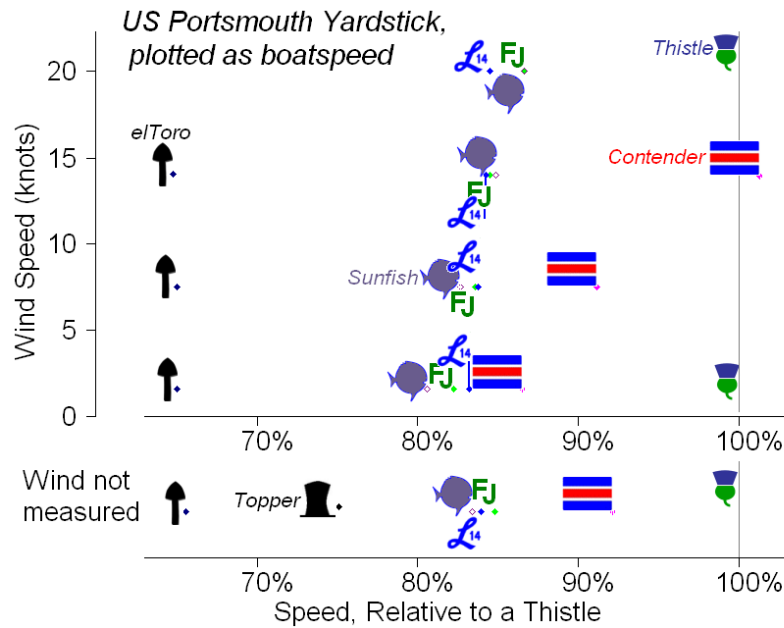 US Portsmouth Yardstick,
plotted as boatspeed
Thistle
20
L14
FJ
elToro
15
Contender
FJ
L14
10
L14
Sunfish
FJ
5
L14
FJ
0
70%
80%
90%
100%
Wind Speed (knots)
Wind not
measured
Topper
FJ
L14
70%
80%
90%
100%
Speed, Relative to a Thistle